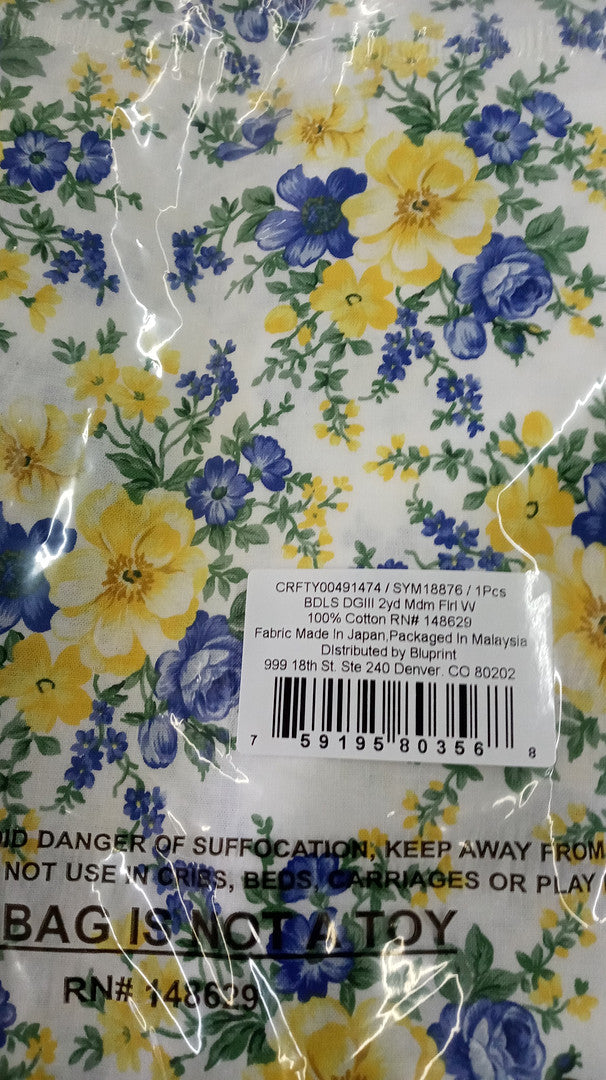 CRFTY00491474 / SYM18876 / 1Pcs
BDLS DGIII 2yd Mdm Flrl W
100% Cotton RN# 148629
Fabric Made In Japan,Packaged In Malaysia
Distributed by Bluprint
999 18th St. Ste 240 Denver. CO 80202
7 59195 80356 8
DANGER OF SUFFOCATION, KEEP AWAY FROM
NOT USE IN CRIBS, BEDS, CARRIAGES OR PLAY
BAG IS NOT A TOY
RN# 148629